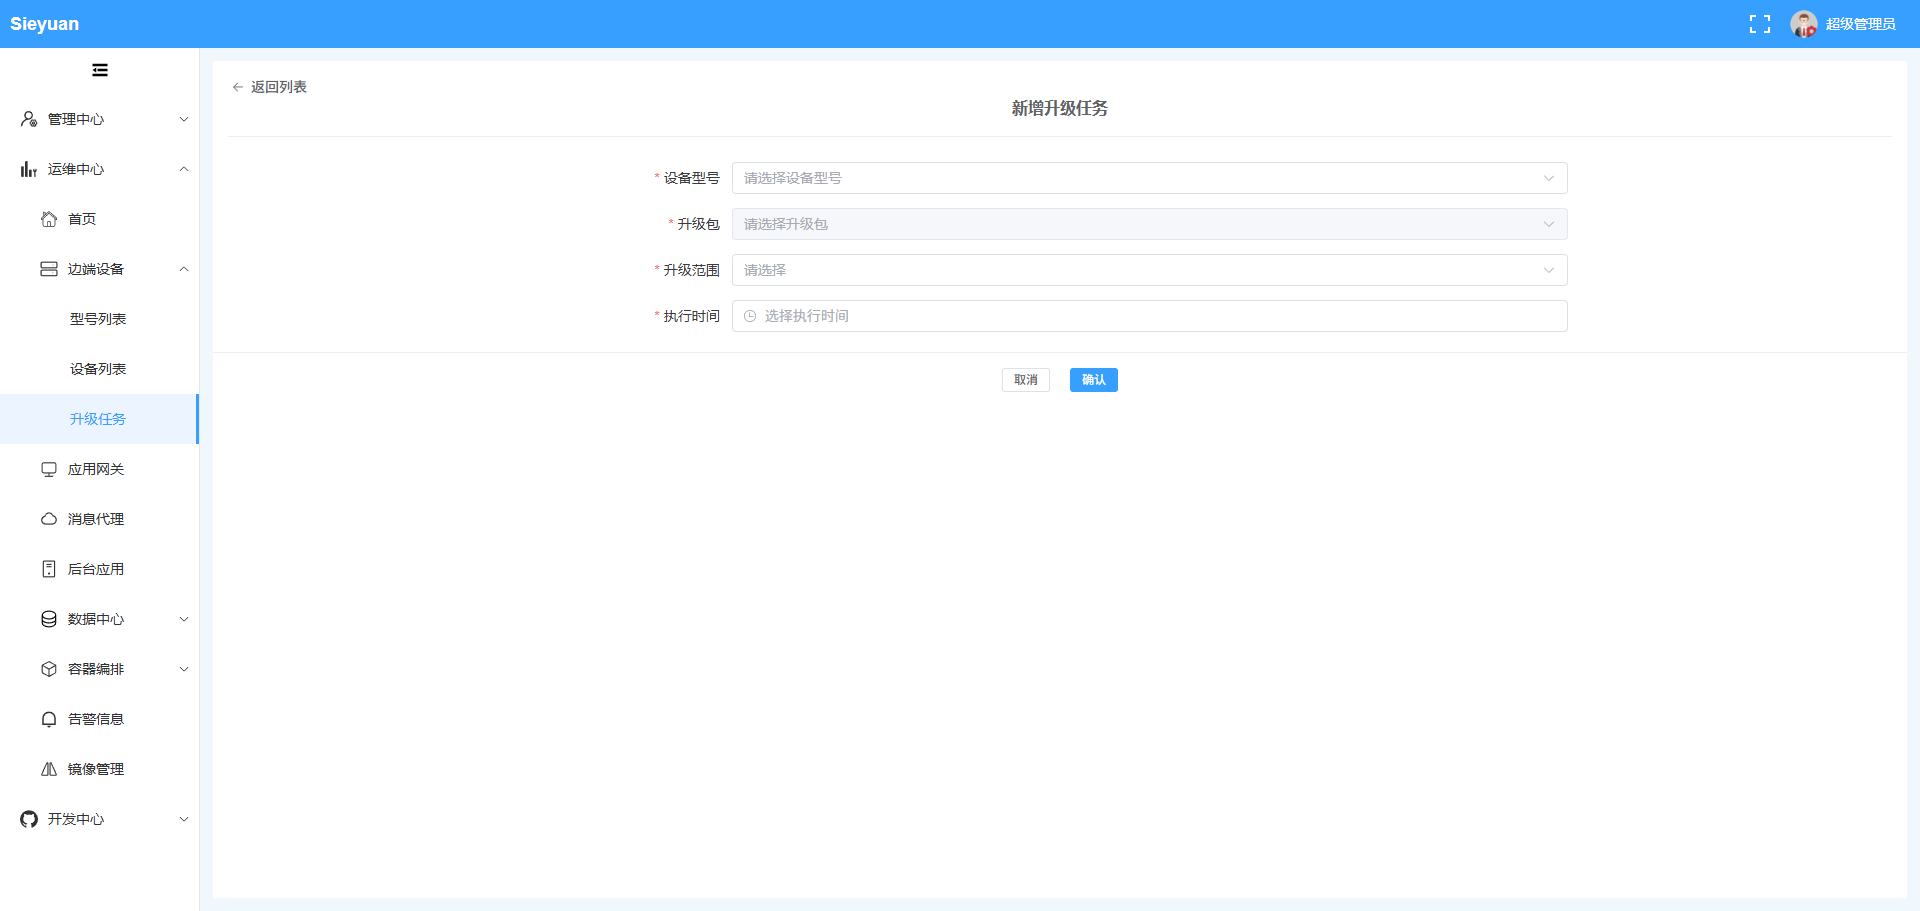 Sieyuan
超级管理员
管理中心
运维中心
首页
边端设备
型号列表
设备列表
升级任务
应用网关
消息代理
后台应用
数据中心
容器编排
告警信息
镜像管理
开发中心
返回列表
新增升级任务
* 设备型号 请选择设备型号
* 升级包 请选择升级包
* 升级范围 请选择
* 执行时间 选择执行时间
取消 确认